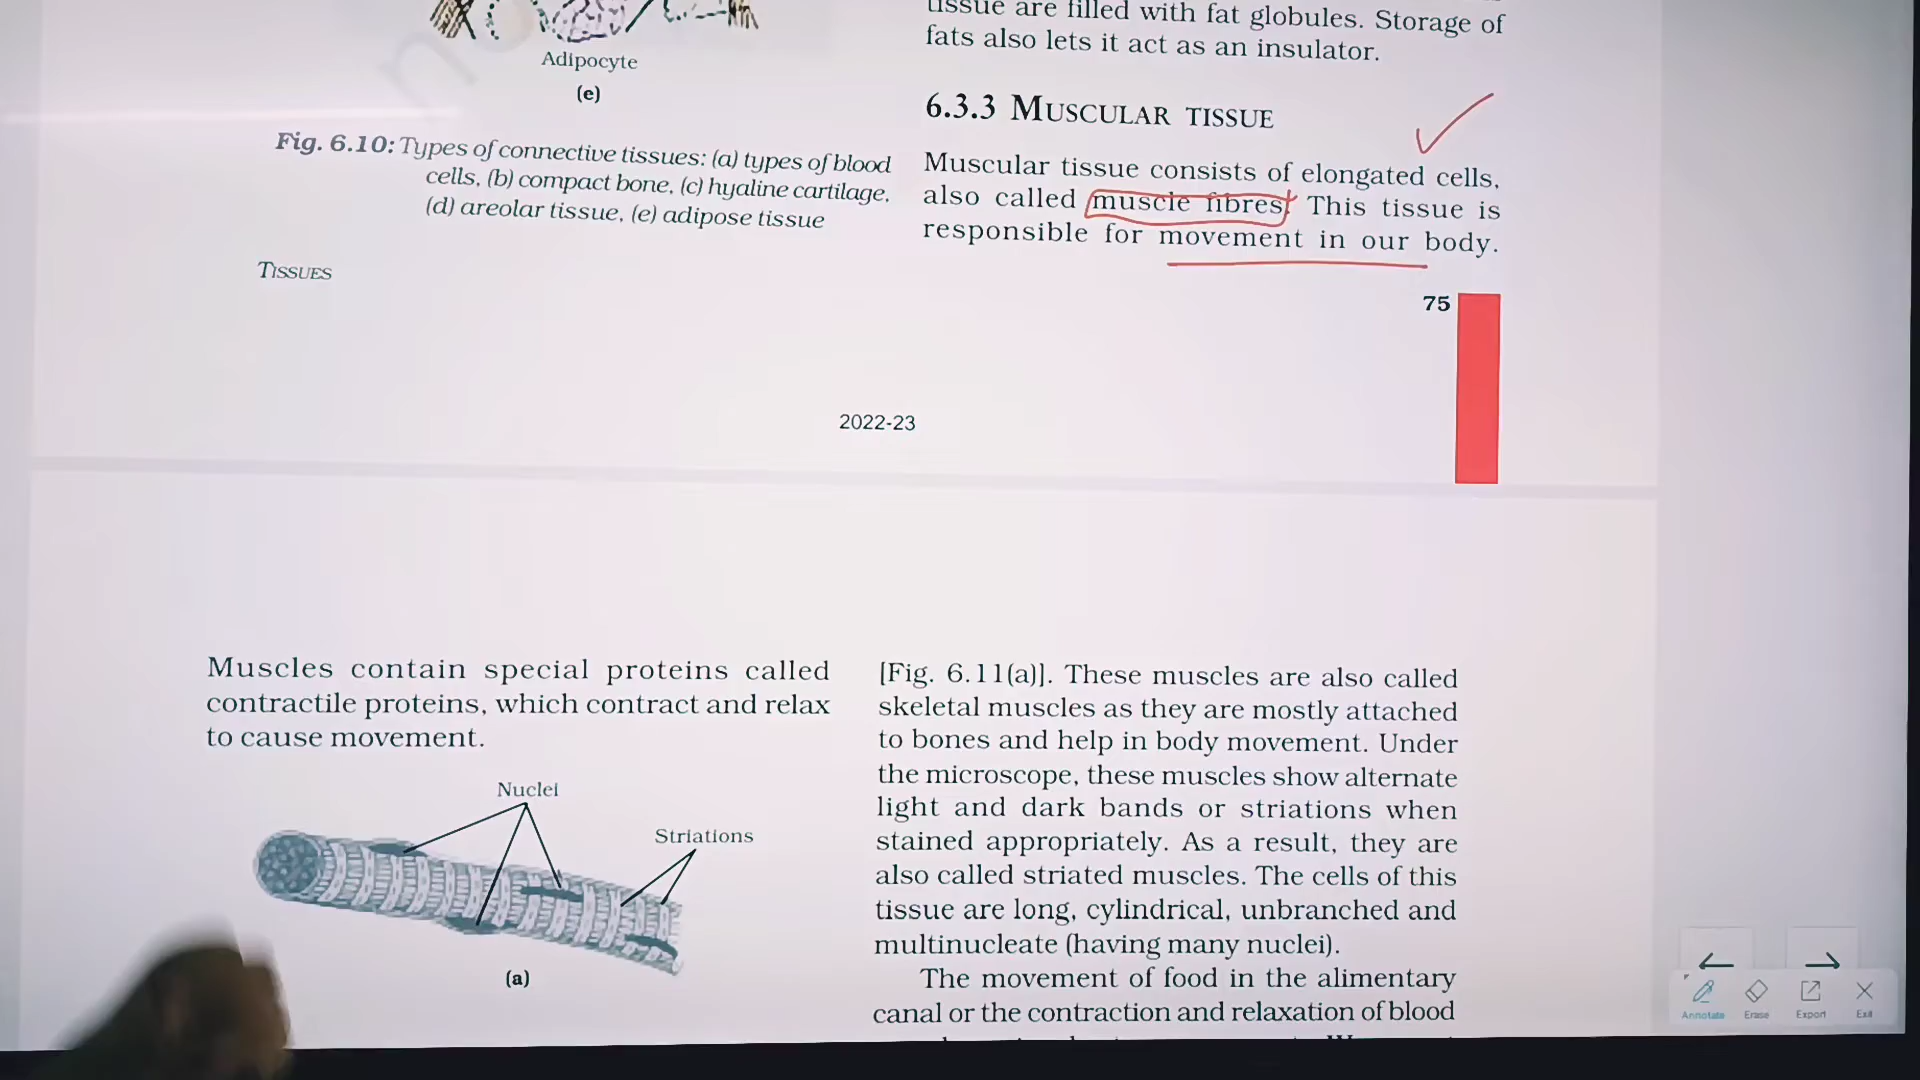 Adipocyte
(e)
Fig. 6.10: Types of connective tissues: (a) types of blood
cells, (b) compact bone, (c) hyaline cartilage,
(d) areolar tissue, (e) adipose tissue
TISSUES
tissue are filled with fat globules. Storage of
fats also lets it act as an insulator.
6.3.3 MUSCULAR TISSUE
Muscular tissue consists of elongated cells,
also called muscle fibres. This tissue is
responsible for movement in our body.
75
2022-23
Muscles contain special proteins called
contractile proteins, which contract and relax
to cause movement.
Nuclei
Striations
(a)
[Fig. 6.11(a)]. These muscles are also called
skeletal muscles as they are mostly attached
to bones and help in body movement. Under
the microscope, these muscles show alternate
light and dark bands or striations when
stained appropriately. As a result, they are
also called striated muscles. The cells of this
tissue are long, cylindrical, unbranched and
multinucleate (having many nuclei).
The movement of food in the alimentary
canal or the contraction and relaxation of blood
Annotate
Erase
Export
Exit